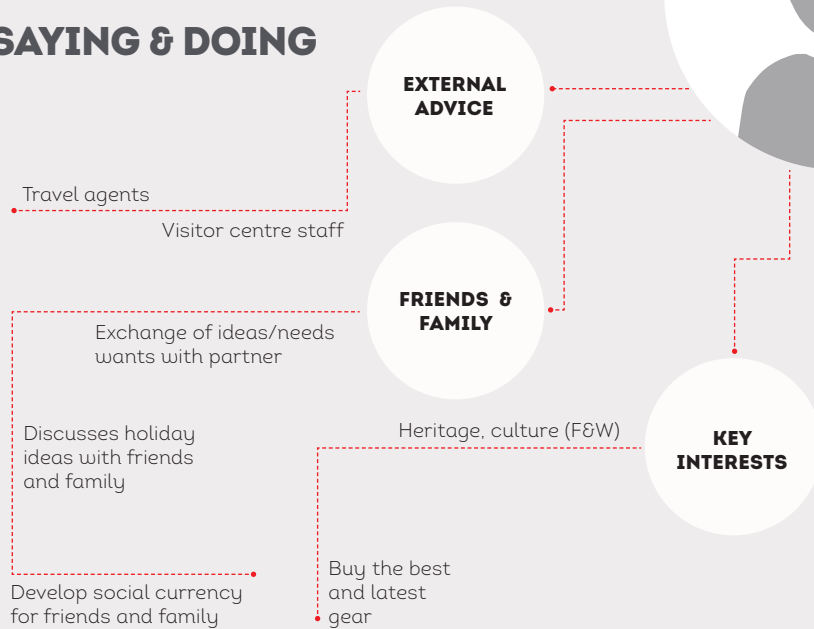 SAYING & DOING
EXTERNAL
ADVICE
Travel agents
Visitor centre staff
FRIENDS &
FAMILY
Exchange of ideas/needs
wants with partner
Discusses holiday
ideas with friends
and family
Develop social currency
for friends and family
Heritage, culture (F&W)
KEY
INTERESTS
Buy the best
and latest
gear